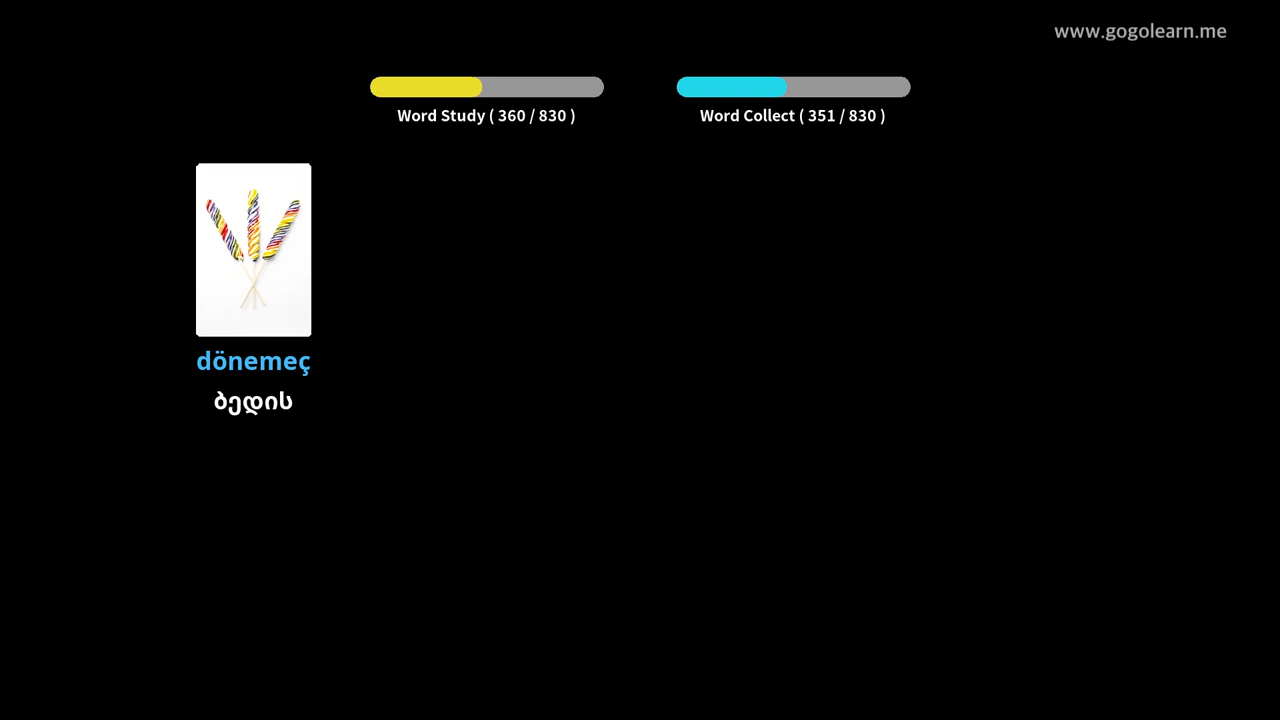 www.gogolearn.me
Word Study ( 360 / 830 )
Word Collect ( 351 / 830 )
dönemeç
ბედის